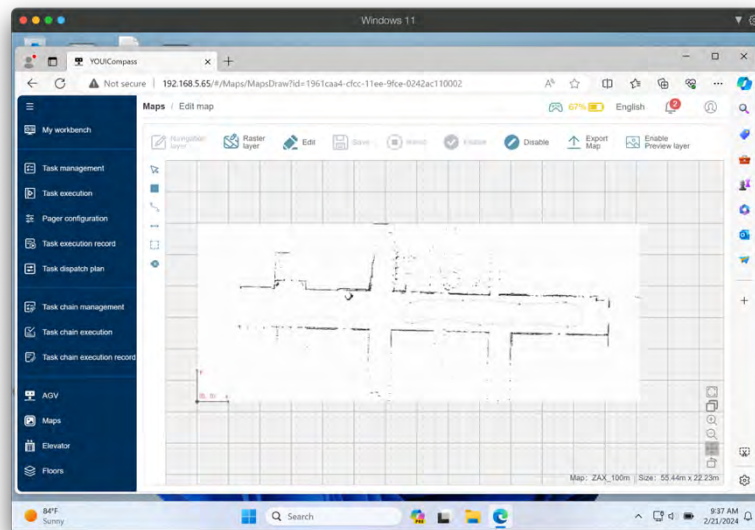 Windows 11
YOUICompass
Not secure 192.168.5.65/#/Maps/MapsDraw?id=1961caa4-cfcc-11ee-9fce-0242ac110002
Maps / Edit map 67% English 2
My workbench
Task management
Task execution
Pager configuration
Task execution record
Task dispatch plan
Task chain management
Task chain execution
Task chain execution record
AGV
Maps
Elevator
Floors
Navigation layer
Raster layer
Edit
Save
Enable
Disable
Export Map
Enable Preview layer
Map: ZAX_100m Size: 55.44m x 22.23m
84°F
Sunny
Search
9:37 AM
2/21/2024